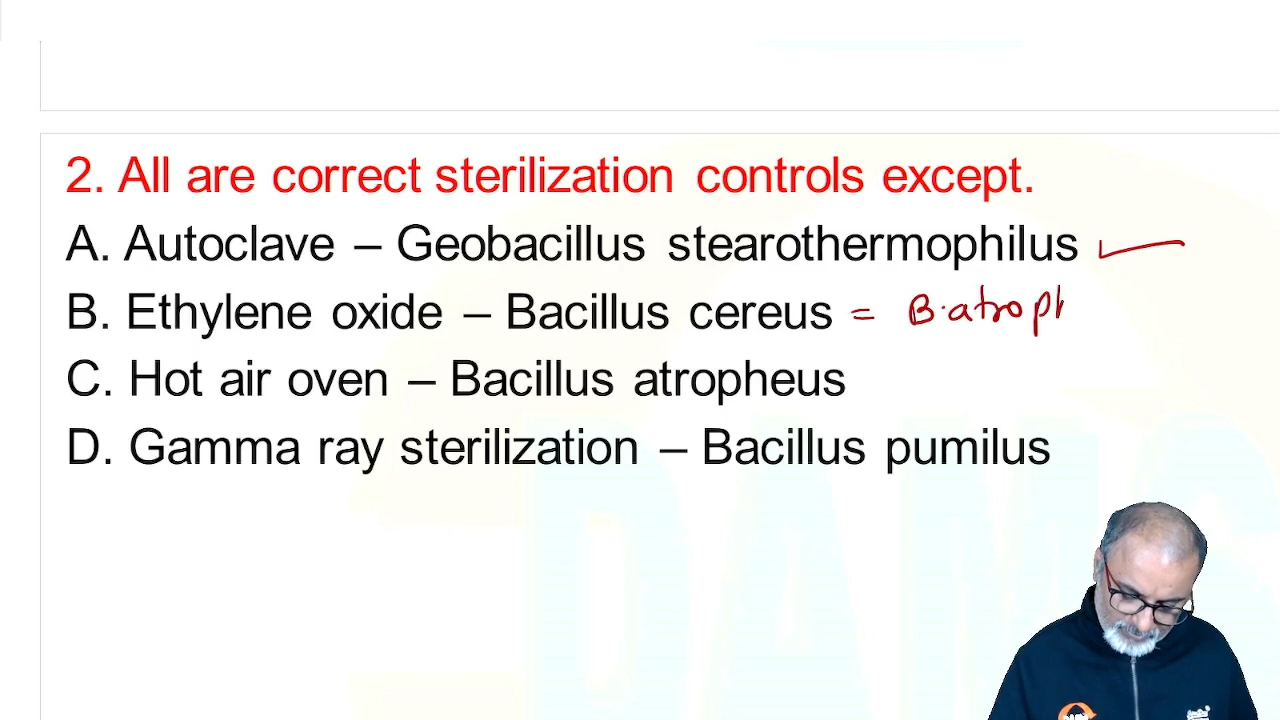 2. All are correct sterilization controls except.
A. Autoclave – Geobacillus stearothermophilus
B. Ethylene oxide – Bacillus cereus = B.atroph
C. Hot air oven – Bacillus atropheus
D. Gamma ray sterilization – Bacillus pumilus
DAMS